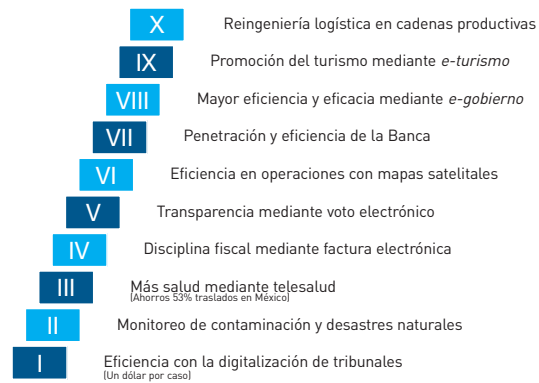 X Reingeniería logística en cadenas productivas
IX Promoción del turismo mediante e-turismo
VIII Mayor eficiencia y eficacia mediante e-gobierno
VII Penetración y eficiencia de la Banca
VI Eficiencia en operaciones con mapas satelitales
V Transparencia mediante voto electrónico
IV Disciplina fiscal mediante factura electrónica
III Más salud mediante telesalud
(Ahorros 53% traslados en México)
II Monitoreo de contaminación y desastres naturales
I Eficiencia con la digitalización de tribunales
(Un dólar por caso)